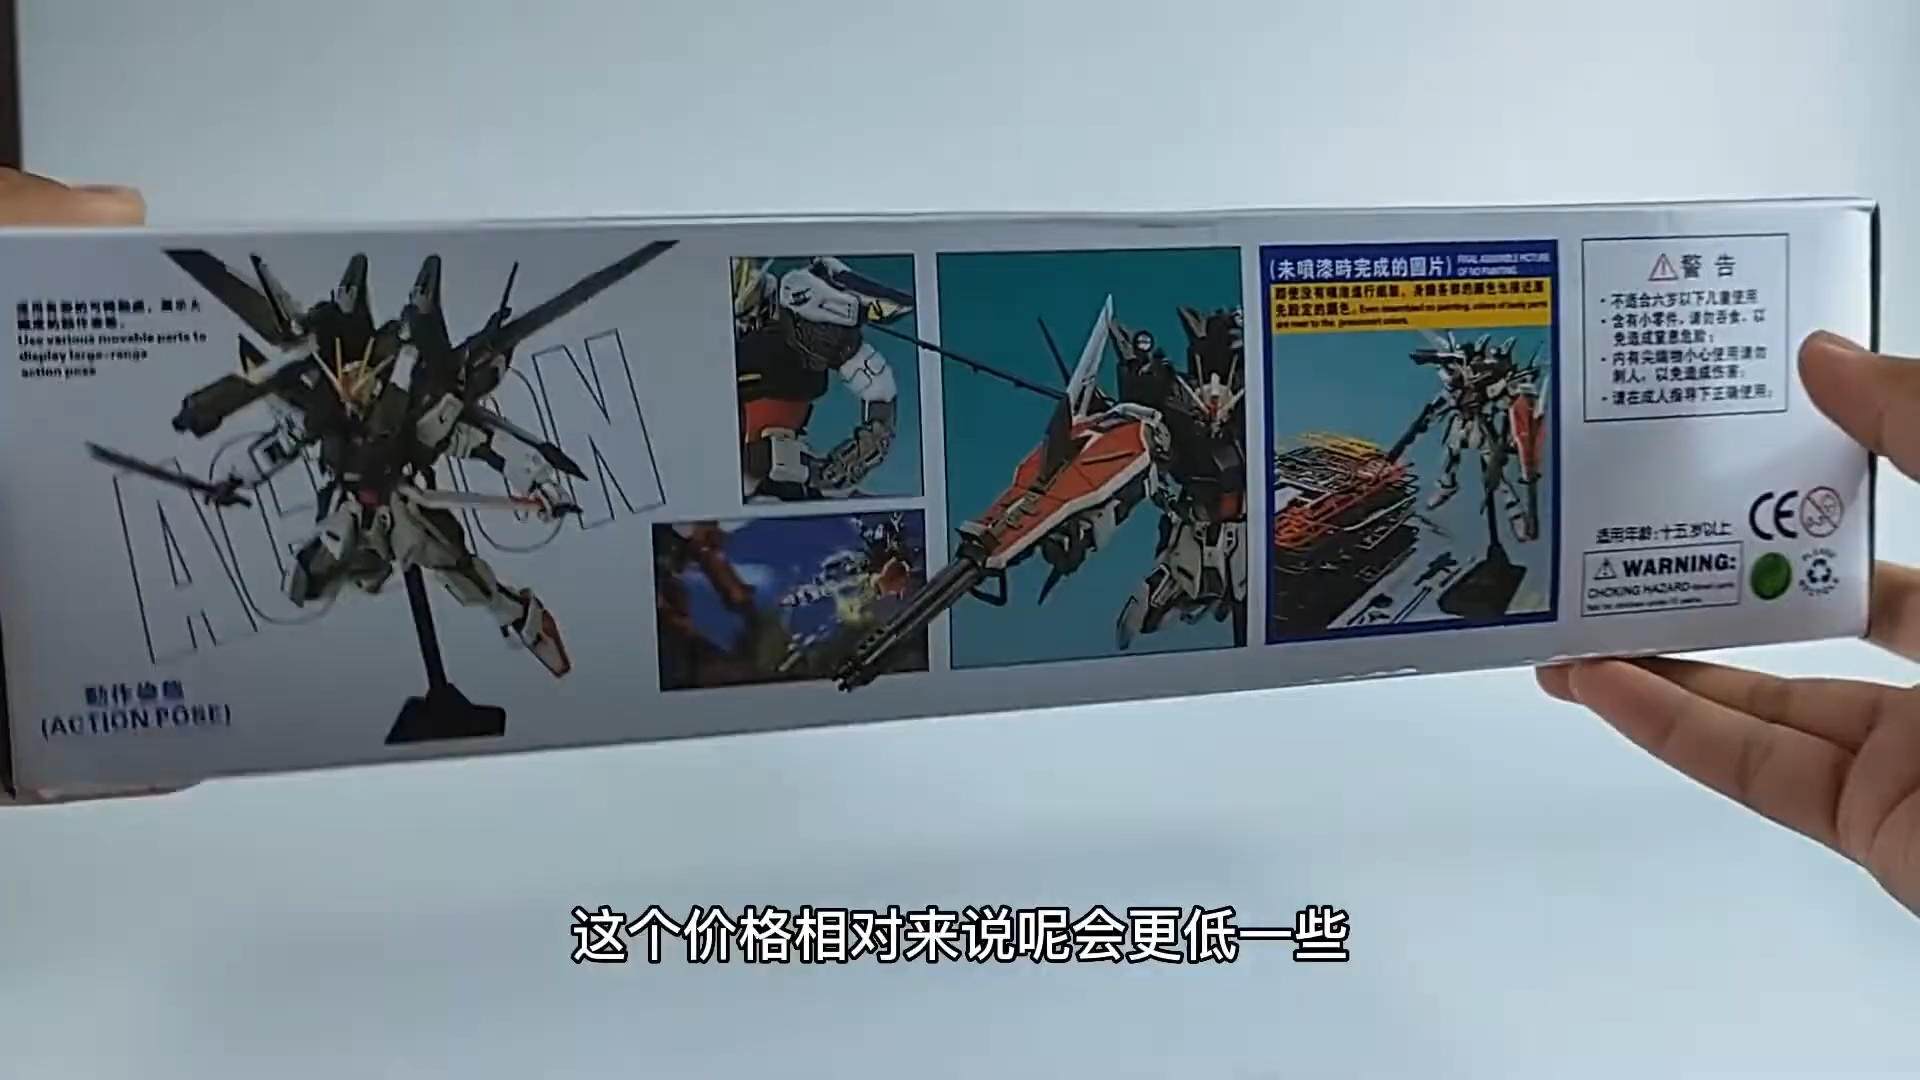 Use various movable parts to
display large-range
action pose
ACTION
動作
(ACTION POSE)
(未噴漆時完成的圖片)
FINAL ASSEMBLE PICTURE
OF NO PAINTING
警告
・不适合六岁以下儿童使用
・含有小零件，请勿吞食，以
免造成窒息危险；
・内有尖端物小心使用请勿
刺人，以免造成伤害；
・请在成人指导下正确使用；
适用年龄：十五岁以上
CE
WARNING:
CHOKING HAZARD-Small parts
PLEASE
RECYCLE
这个价格相对来说呢会更低一些